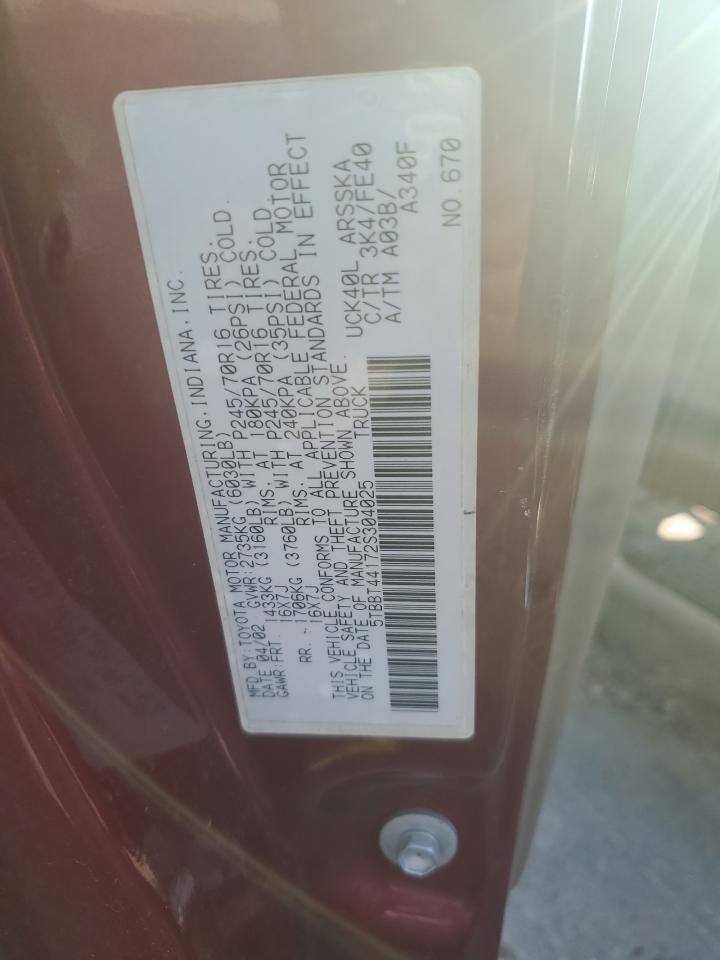 MFD.BY:TOYOTA MOTOR MANUFACTURING.INDIANA.INC.
DATE 04/02 GVWR:2735KG (6030LB)
GAWR:FRT. 1433KG (3160LB) WITH P245/70R16 TIRES.
16X7J RIMS. AT 180KPA (26PSI) COLD.
RR. 1706KG (3760LB) WITH P245/70R16 TIRES.
16X7J RIMS. AT 240KPA (35PSI) COLD.
THIS VEHICLE CONFORMS TO ALL APPLICABLE FEDERAL MOTOR
VEHICLE SAFETY AND THEFT PREVENTION STANDARDS IN EFFECT
ON THE DATE OF MANUFACTURE SHOWN ABOVE.
5TBBT44172S304025 TRUCK
UCK40L ARSSKA
C/TR 3K4/FE40
A/TM A03B/
A340F
NO.670